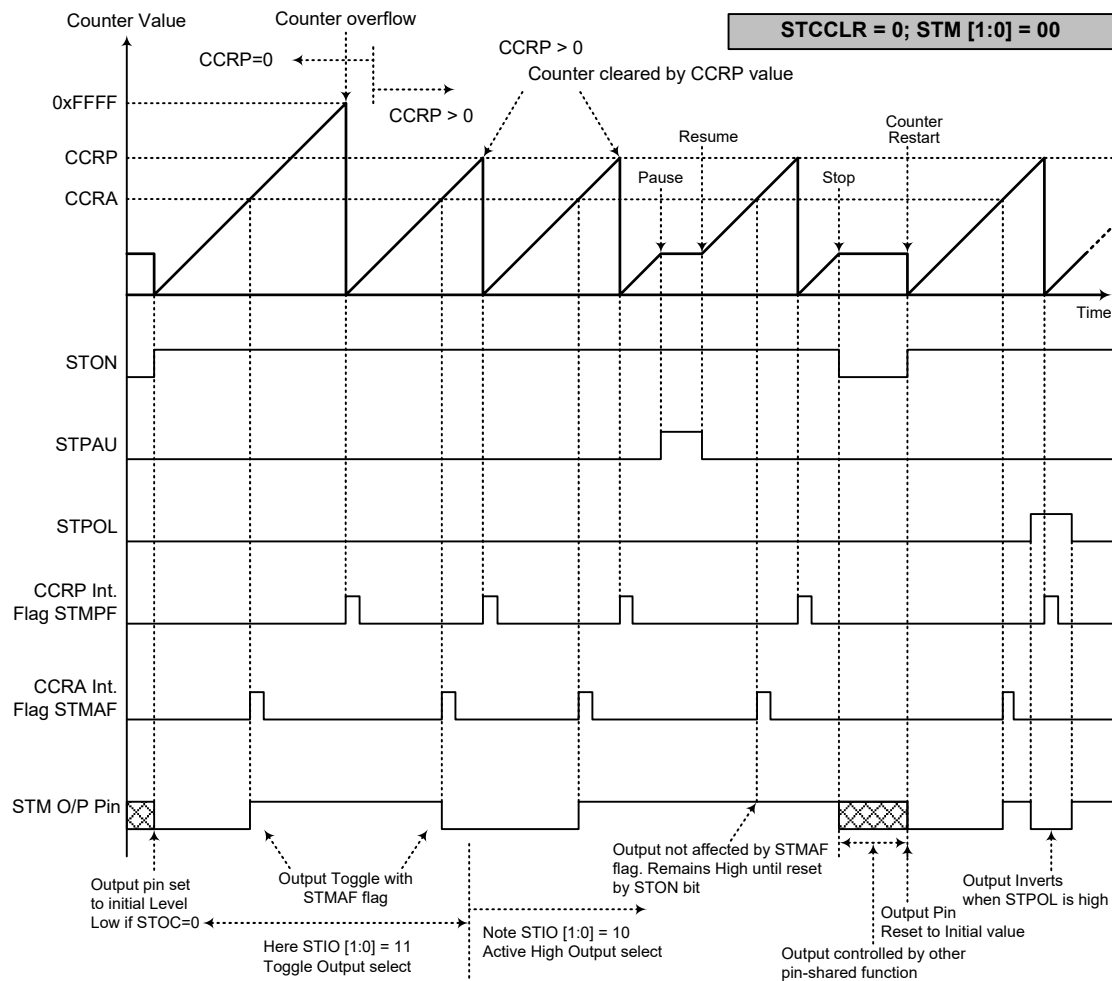 Counter Value
Counter overflow
STCCLR = 0; STM [1:0] = 00
CCRP=0
CCRP > 0
CCRP > 0
Counter cleared by CCRP value
0xFFFF
CCRP
CCRA
Pause
Resume
Stop
Counter
Restart
Time
STON
STPAU
STPOL
CCRP Int.
Flag STMPF
CCRA Int.
Flag STMAF
STM O/P Pin
Output pin set
to initial Level
Low if STOC=0
Output Toggle with
STMAF flag
Here STIO [1:0] = 11
Toggle Output select
Note STIO [1:0] = 10
Active High Output select
Output not affected by STMAF
flag. Remains High until reset
by STON bit
Output controlled by other
pin-shared function
Output Pin
Reset to Initial value
Output Inverts
when STPOL is high